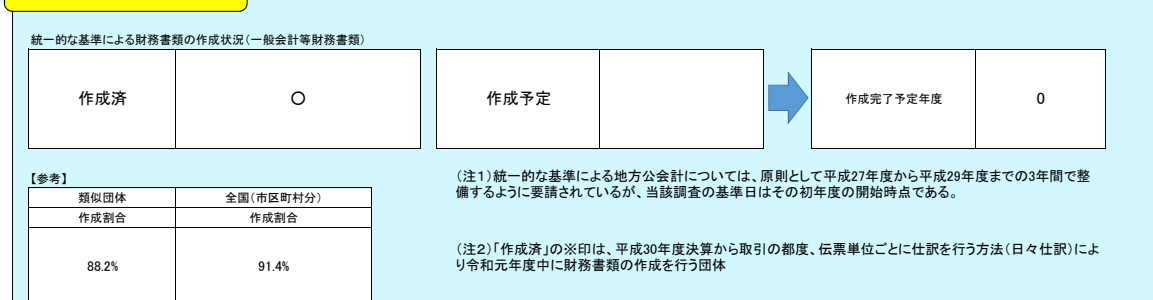 統一的な基準による財務書類の作成状況(一般会計等財務書類)
作成済
○
作成予定
作成完了予定年度
0
【参考】
類似団体
全国(市区町村分)
作成割合
作成割合
88.2%
91.4%
(注1)統一的な基準による地方公会計については、原則として平成27年度から平成29年度までの3年間で整
備するように要請されているが、当該調査の基準日はその初年度の開始時点である。
(注2)「作成済」の※印は、平成30年度決算から取引の都度、伝票単位ごとに仕訳を行う方法(日々仕訳)によ
り令和元年度中に財務書類の作成を行う団体